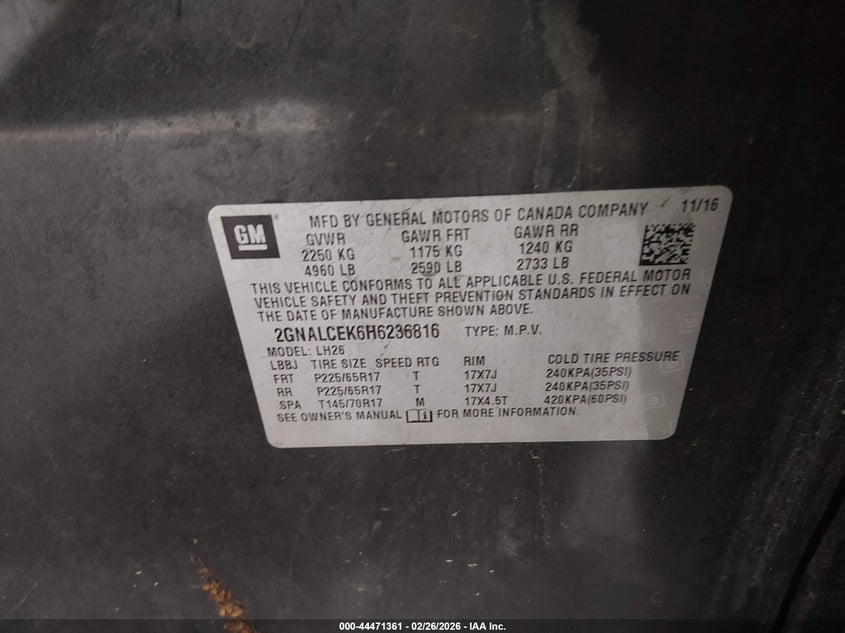 GM
MFD BY GENERAL MOTORS OF CANADA COMPANY 11/16
GVWR GAWR FRT GAWR RR
2250 KG 1175 KG 1240 KG
4960 LB 2590 LB 2733 LB
THIS VEHICLE CONFORMS TO ALL APPLICABLE U.S. FEDERAL MOTOR
VEHICLE SAFETY AND THEFT PREVENTION STANDARDS IN EFFECT ON
THE DATE OF MANUFACTURE SHOWN ABOVE.
2GNALCEK6H6236816 TYPE: M.P.V.
MODEL: LH26
LBBJ TIRE SIZE SPEED RTG RIM COLD TIRE PRESSURE
FRT P225/65R17 T 17X7J 240KPA(35PSI)
RR P225/65R17 T 17X7J 240KPA(35PSI)
SPA T145/70R17 M 17X4.5T 420KPA(60PSI)
SEE OWNER'S MANUAL FOR MORE INFORMATION.
000-44471361 - 02/26/2026 - IAA Inc.